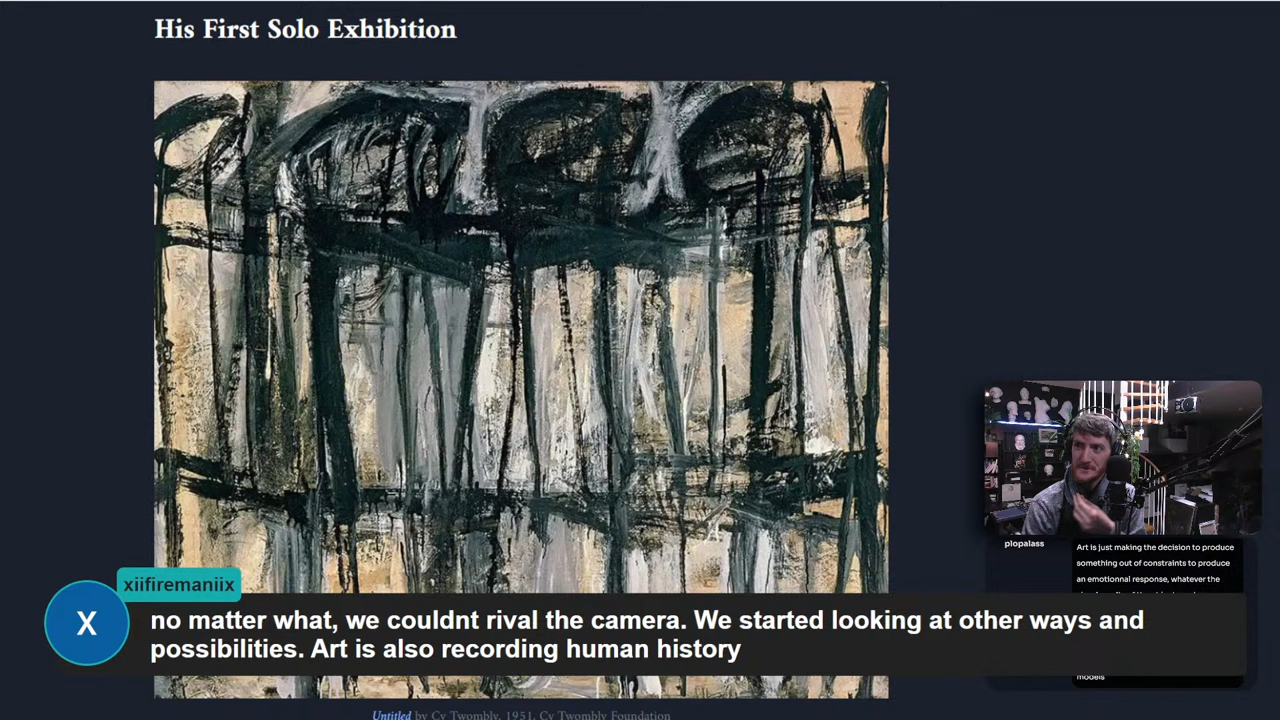 His First Solo Exhibition
xiifiremaniix
X
no matter what, we couldnt rival the camera. We started looking at other ways and
possibilities. Art is also recording human history
plopalass
Art is just making the decision to produce
something out of constraints to produce
an emotionnal response, whatever the
models
Untitled by Cy Twombly, 1951, Cy Twombly Foundation